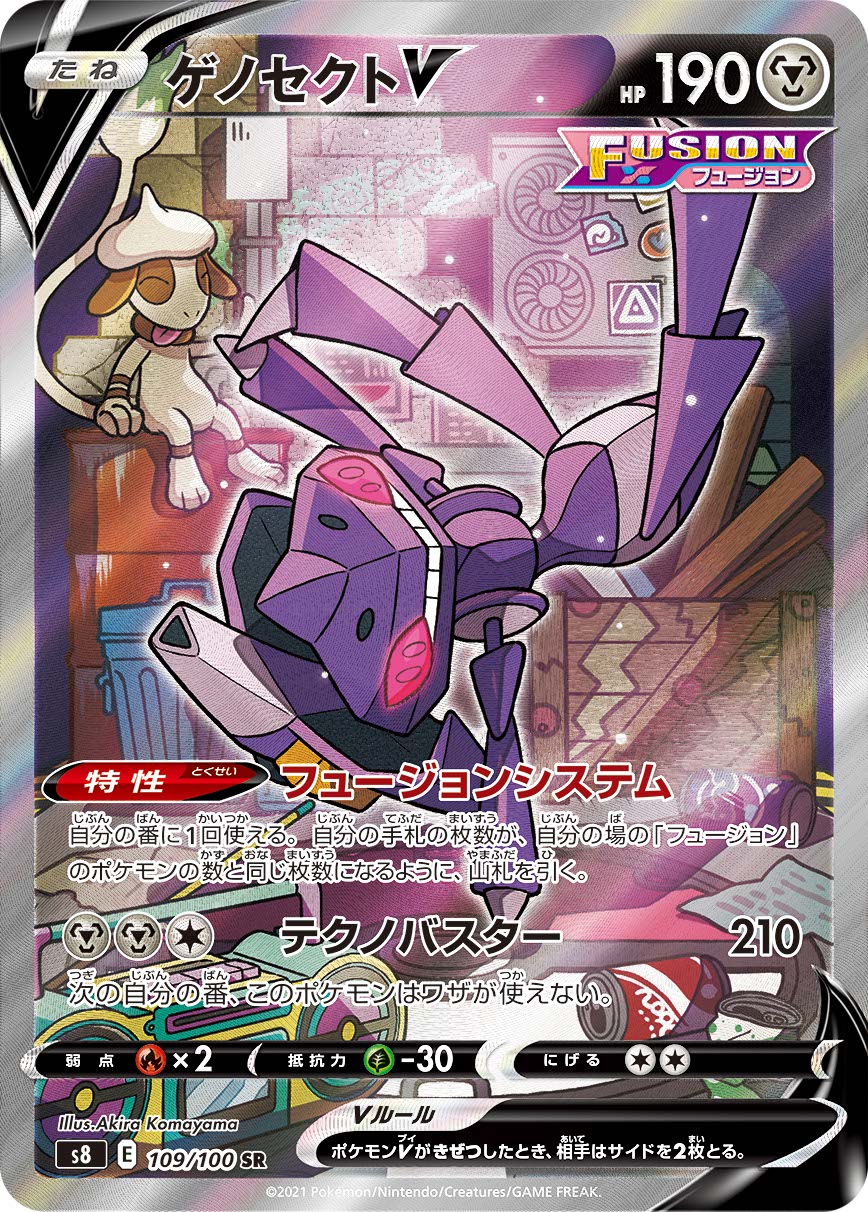 たね
ゲノセクトV
HP 190
FUSION
フュージョン
特性
とくせい
フュージョンシステム
自分の番に1回使える。自分の手札の枚数が、自分の場の「フュージョン」
のポケモンの数と同じ枚数になるように、山札を引く。
テクノバスター 210
次の自分の番、このポケモンはワザが使えない。
弱点 ×2 抵抗力 -30 にげる
Illus.Akira Komayama
Vルール
ポケモンVがきぜつしたとき、相手はサイドを2枚とる。
s8 E 109/100 SR
©2021 Pokémon/Nintendo/Creatures/GAME FREAK.